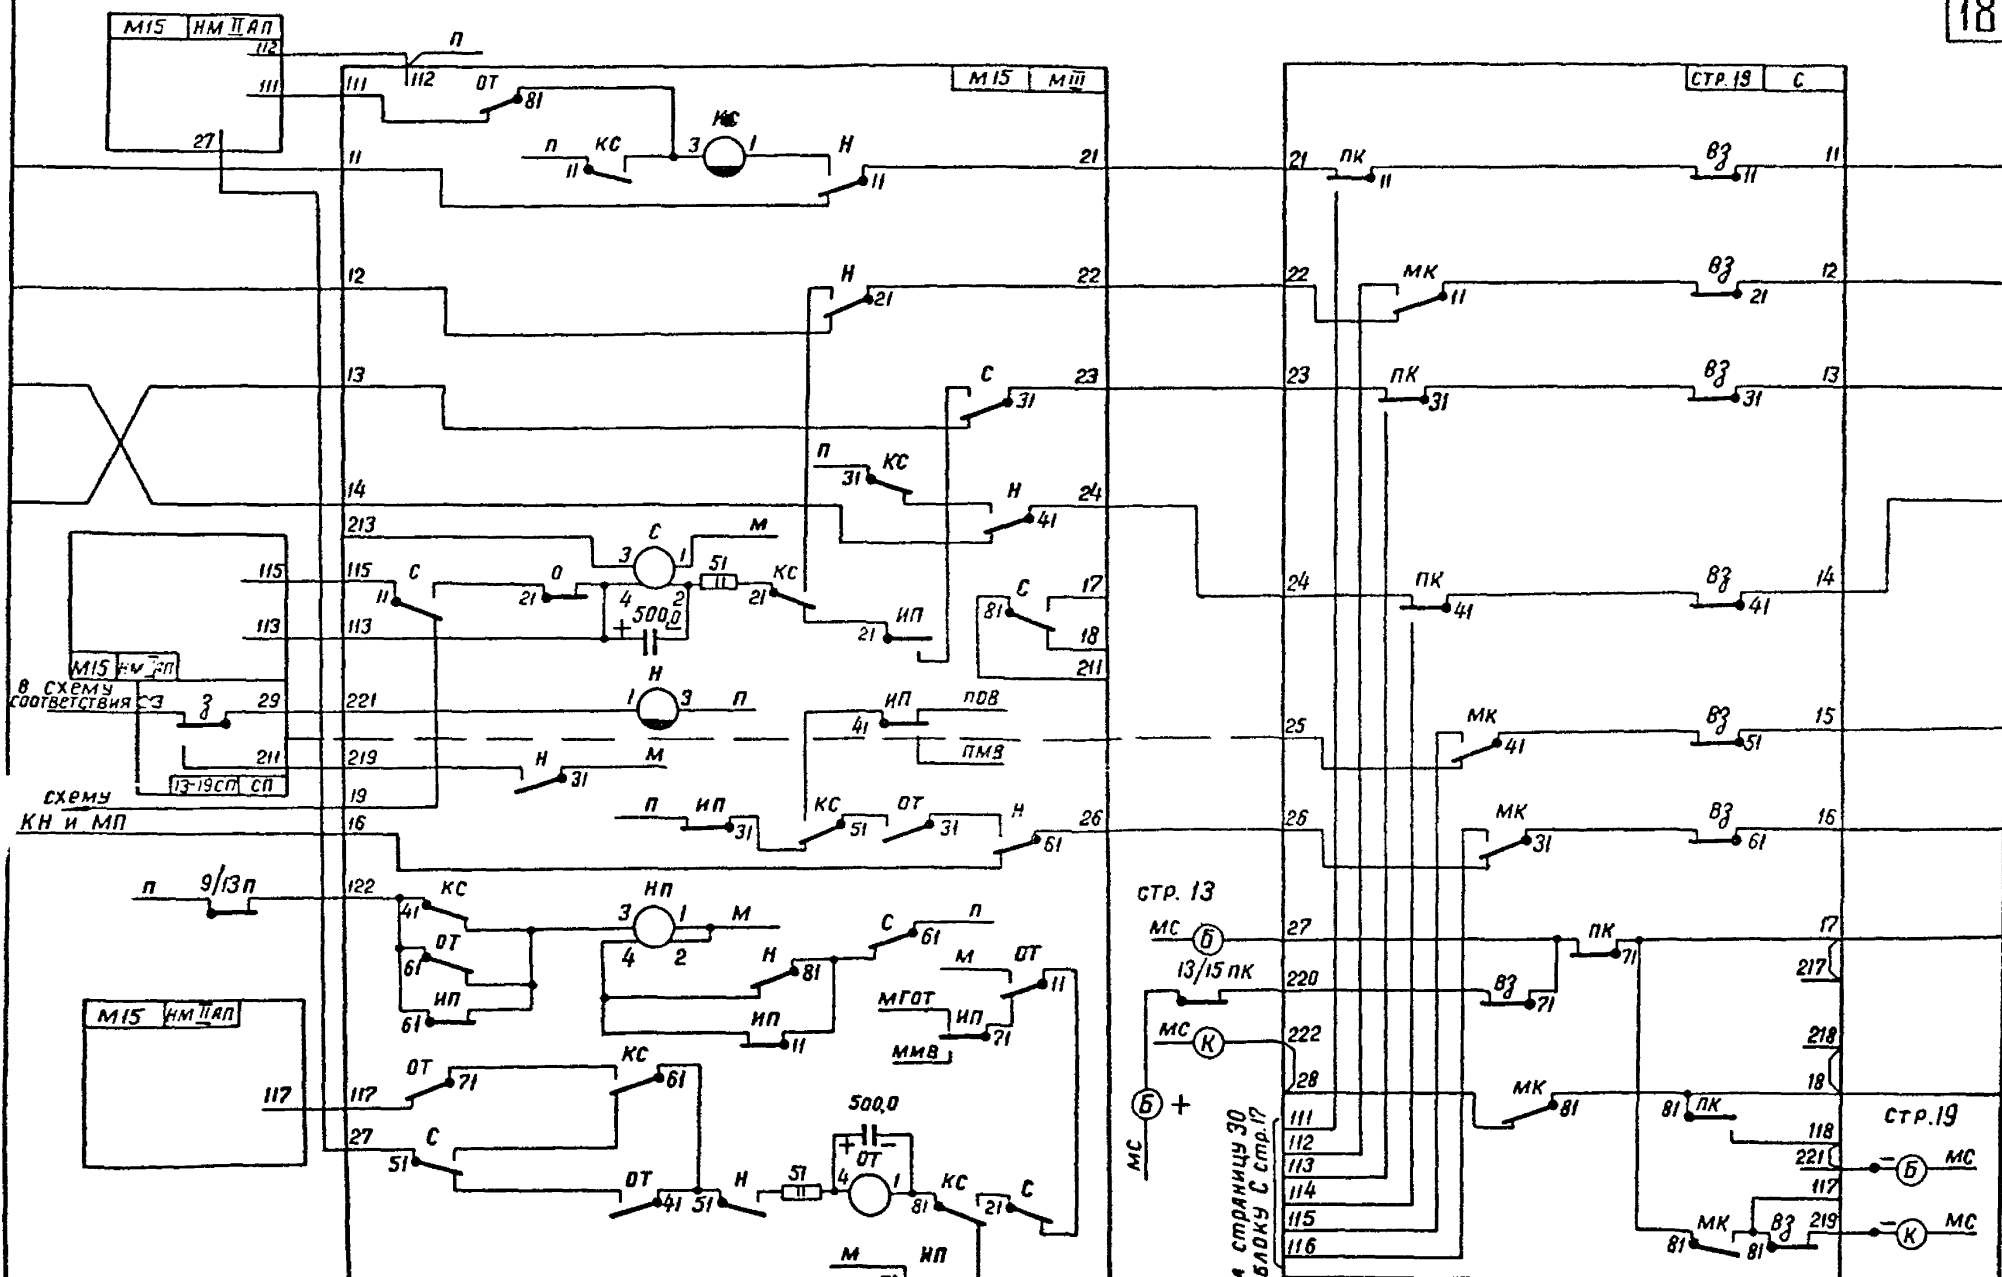 18
М15 НМ II АП
112
111
27
П
111
112
ОТ
81
М15 М III
СТР. 19 С
КС
П КС 3 1 Н
11
11
11
21
21 ПК
11
ВЗ
11
11
12
Н
21
22
22
МК
11
ВЗ
21
12
13
С
31
23
23
ПК
31
ВЗ
31
13
П
31
КС
14
Н
41
24
213
С
М
3 1
115
115
С
11
О
21
4 2
51
КС
21
500,0
+ -
ИП
21
С
81
17
18
211
24
ПК
41
ВЗ
41
14
113
113
М15 НМ I АП
В СХЕМУ
СООТВЕТСТВИЯ СЗ
З
29
221
Н
1 3
П
ИП
41
ПОВ
ПМВ
25
МК
41
ВЗ
51
15
211
219
Н
31
М
13-19СП СП
СХЕМУ
КН и МП
19
16
П
ИП
31
КС
51
ОТ
31
Н
61
26
26
МК
31
ВЗ
61
16
П
9/13П
122
КС
41
ОТ
61
ИП
61
НП
3 1
4 2
М
Н
81
ИП
11
С
61
П
М
ОТ
11
МГОТ
ИП
71
ММВ
СТР. 13
МС Б
27
ПК
71
17
217
13/15 ПК
220
ВЗ
71
МС К
222
218
Б +
МС
28
МК
81
81
ПК
18
118
221
117
219
СТР.19
- Б МС
- К МС
МК
81
ВЗ
81
М15 НМ II АП
117
117
ОТ
71
КС
61
27
С
51
ОТ
41
Н
51
51
500,0
+ -
ОТ
4 1
КС
81
С
21
М
ИП
СТРАНИЦУ 30
БЛОКУ С стр.17
111
112
113
114
115
116